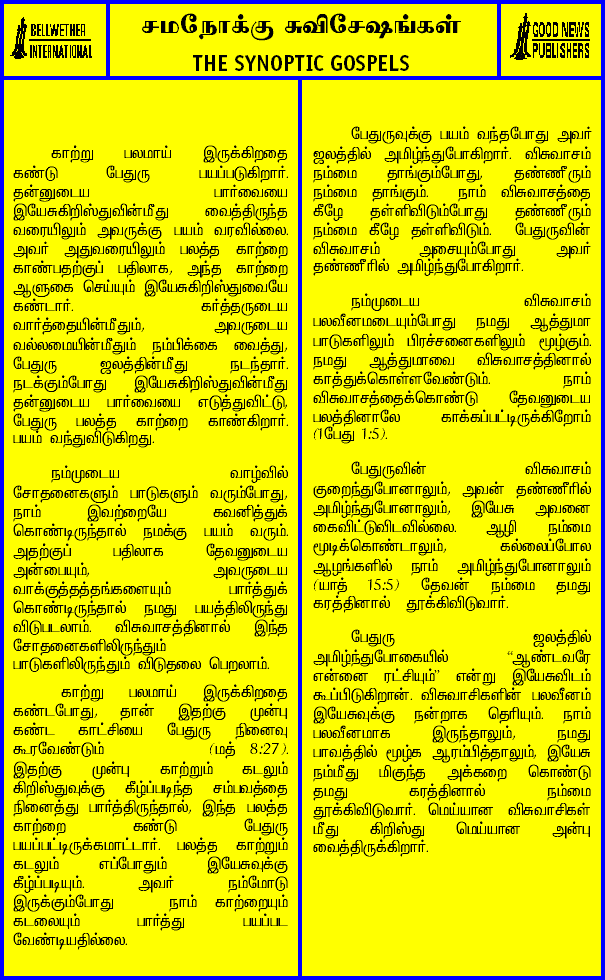 BELLWETHER
INTERNATIONAL
சமநோக்கு சுவிசேஷங்கள்
THE SYNOPTIC GOSPELS
GOOD NEWS
PUBLISHERS
காற்று பலமாய் இருக்கிறதை
கண்டு பேதுரு பயப்படுகிறார்.
தன்னுடைய பார்வையை
இயேசுகிறிஸ்துவின்மீது வைத்திருந்த
வரையிலும் அவருக்கு பயம் வரவில்லை.
அவர் அதுவரையிலும் பலத்த காற்றை
காண்பதற்குப் பதிலாக, அந்த காற்றை
ஆளுகை செய்யும் இயேசுகிறிஸ்துவையே
கண்டார். கர்த்தருடைய
வார்த்தையின்மீதும், அவருடைய
வல்லமையின்மீதும் நம்பிக்கை வைத்து,
பேதுரு ஜலத்தின்மீது நடந்தார்.
நடக்கும்போது இயேசுகிறிஸ்துவின்மீது
தன்னுடைய பார்வையை எடுத்துவிட்டு,
பேதுரு பலத்த காற்றை காண்கிறார்.
பயம் வந்துவிடுகிறது.
நம்முடைய வாழ்வில்
சோதனைகளும் பாடுகளும் வரும்போது,
நாம் இவற்றையே கவனித்துக்
கொண்டிருந்தால் நமக்கு பயம் வரும்.
அதற்குப் பதிலாக தேவனுடைய
அன்பையும், அவருடைய
வாக்குத்தத்தங்களையும் பார்த்துக்
கொண்டிருந்தால் நமது பயத்திலிருந்து
விடுபடலாம். விசுவாசத்தினால் இந்த
சோதனைகளிலிருந்தும்
பாடுகளிலிருந்தும் விடுதலை பெறலாம்.
காற்று பலமாய் இருக்கிறதை
கண்டபோது, தான் இதற்கு முன்பு
கண்ட காட்சியை பேதுரு நினைவு
கூரவேண்டும் (மத் 8:27).
இதற்கு முன்பு காற்றும் கடலும்
கிறிஸ்துவுக்கு கீழ்ப்படிந்த சம்பவத்தை
நினைத்து பார்த்திருந்தால், இந்த பலத்த
காற்றை கண்டு பேதுரு
பயப்பட்டிருக்கமாட்டார். பலத்த காற்றும்
கடலும் எப்போதும் இயேசுவுக்கு
கீழ்ப்படியும். அவர் நம்மோடு
இருக்கும்போது நாம் காற்றையும்
கடலையும் பார்த்து பயப்பட
வேண்டியதில்லை.
பேதுருவுக்கு பயம் வந்தபோது அவர்
ஜலத்தில் அமிழ்ந்துபோகிறார். விசுவாசம்
நம்மை தாங்கும்போது, தண்ணீரும்
நம்மை தாங்கும். நாம் விசுவாசத்தை
கீழே தள்ளிவிடும்போது தண்ணீரும்
நம்மை கீழே தள்ளிவிடும். பேதுருவின்
விசுவாசம் அசையும்போது அவர்
தண்ணீரில் அமிழ்ந்துபோகிறார்.
நம்முடைய விசுவாசம்
பலவீனமடையும்போது நமது ஆத்துமா
பாடுகளிலும் பிரச்சனைகளிலும் மூழ்கும்.
நமது ஆத்துமாவை விசுவாசத்தினால்
காத்துக்கொள்ளவேண்டும். நாம்
விசுவாசத்தைக்கொண்டு தேவனுடைய
பலத்தினாலே காக்கப்பட்டிருக்கிறோம்
(1பேது 1:5).
பேதுருவின் விசுவாசம்
குறைந்துபோனாலும், அவன் தண்ணீரில்
அமிழ்ந்துபோனாலும், இயேசு அவனை
கைவிட்டுவிடவில்லை. ஆழி நம்மை
மூடிக்கொண்டாலும், கல்லைப்போல
ஆழங்களில் நாம் அமிழ்ந்துபோனாலும்
(யாத் 15:5) தேவன் நம்மை தமது
கரத்தினால் தூக்கிவிடுவார்.
பேதுரு ஜலத்தில்
அமிழ்ந்துபோகையில் “ஆண்டவரே
என்னை ரட்சியும்” என்று இயேசுவிடம்
கூப்பிடுகிறான். விசுவாசிகளின் பலவீனம்
இயேசுவுக்கு நன்றாக தெரியும். நாம்
பலவீனமாக இருந்தாலும், நமது
பாவத்தில் மூழ்க ஆரம்பித்தாலும், இயேசு
நம்மீது மிகுந்த அக்கறை கொண்டு
தமது கரத்தினால் நம்மை
தூக்கிவிடுவார். மெய்யான விசுவாசிகள்
மீது கிறிஸ்து மெய்யான அன்பு
வைத்திருக்கிறார்.